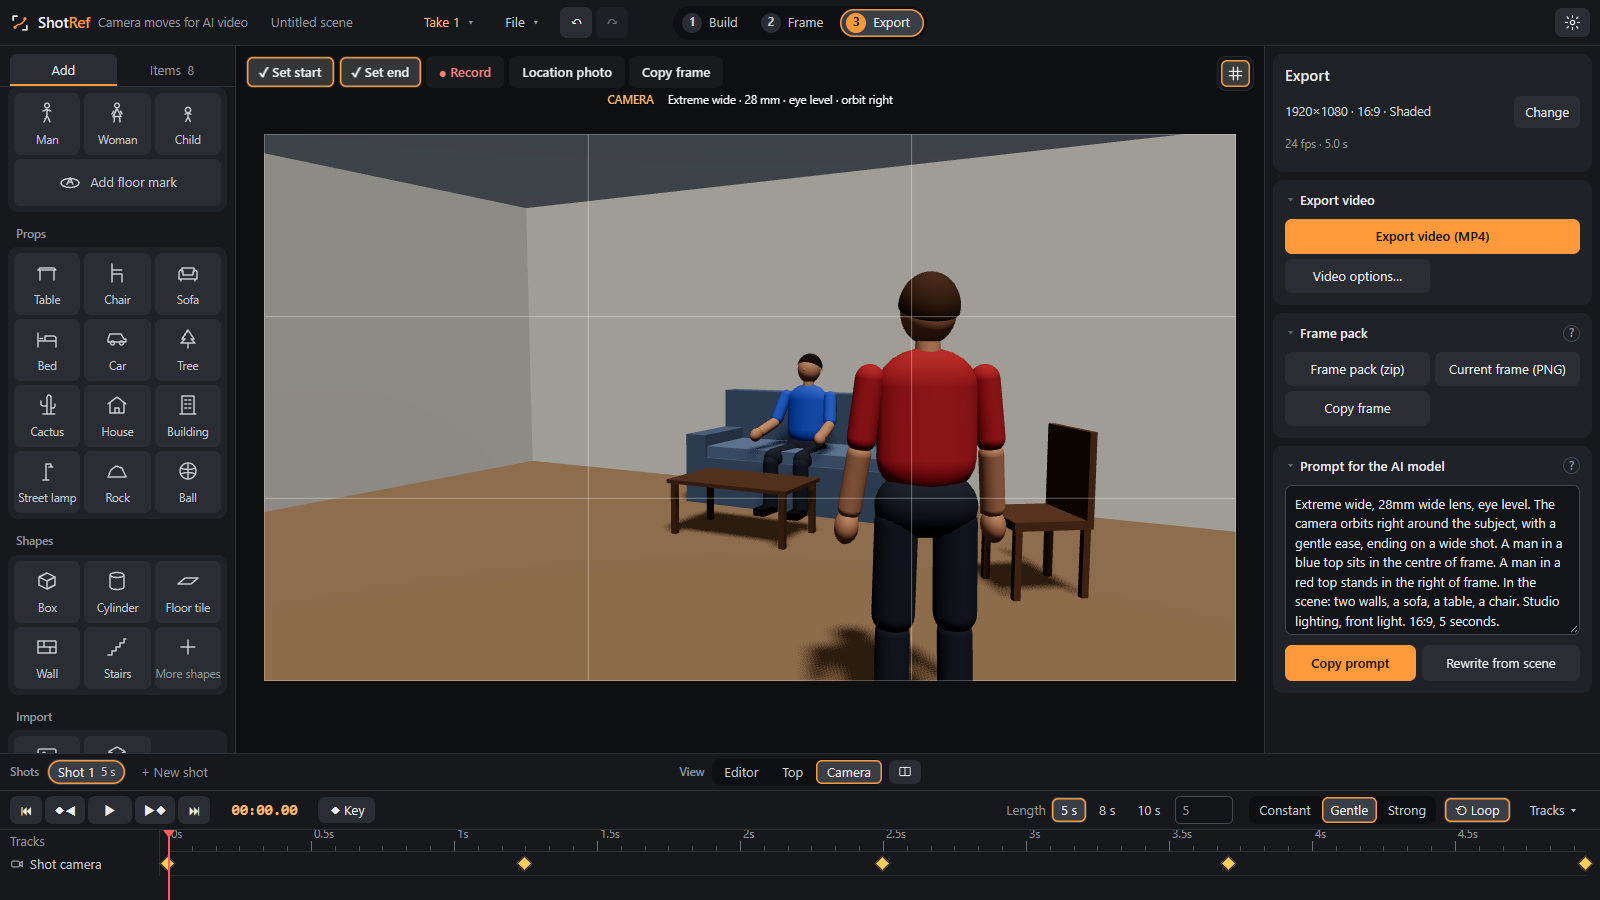 ShotRef Camera moves for AI video Untitled scene Take 1 File 1 Build 2 Frame 3 Export
Add Items 8
Man Woman Child
Add floor mark
Props
Table Chair Sofa
Bed Car Tree
Cactus House Building
Street lamp Rock Ball
Shapes
Box Cylinder Floor tile
Wall Stairs More shapes
Import
✓ Set start ✓ Set end ● Record Location photo Copy frame
CAMERA Extreme wide · 28 mm · eye level · orbit right
Export
1920×1080 · 16:9 · Shaded Change
24 fps · 5.0 s
Export video
Export video (MP4)
Video options...
Frame pack ?
Frame pack (zip) Current frame (PNG)
Copy frame
Prompt for the AI model ?
Extreme wide, 28mm wide lens, eye level. The
camera orbits right around the subject, with a
gentle ease, ending on a wide shot. A man in a
blue top sits in the centre of frame. A man in a
red top stands in the right of frame. In the
scene: two walls, a sofa, a table, a chair. Studio
lighting, front light. 16:9, 5 seconds.
Copy prompt Rewrite from scene
Shots Shot 1 5 s + New shot View Editor Top Camera
00:00.00 Key Length 5 s 8 s 10 s 5 Constant Gentle Strong Loop Tracks
Tracks 0s 0.5s 1s 1.5s 2s 2.5s 3s 3.5s 4s 4.5s
Shot camera